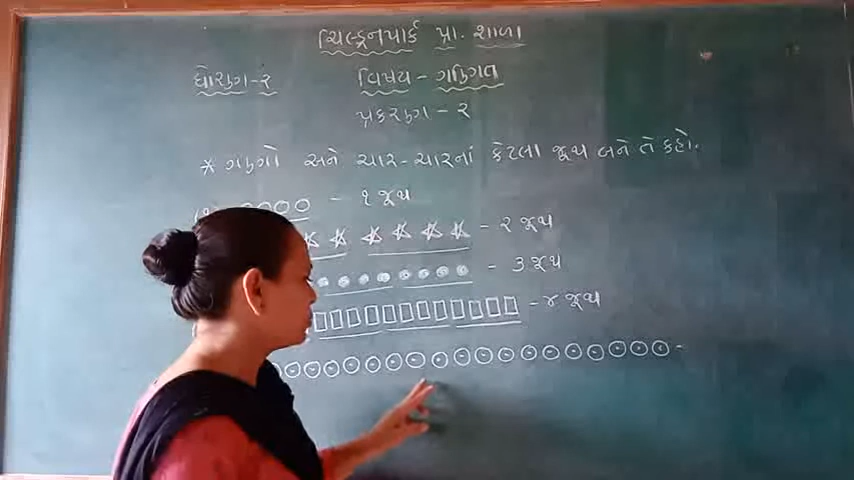 ચિલ્ડ્રનપાર્ક પ્રા. શાળા
ધોરણ-૨ વિષય - ગણિત
પ્રકરણ - ૨
* ગણો અને ચાર-ચારનાં કેટલા જૂથ બને તે કહો.
- ૧ જૂથ
- ૨ જૂથ
- ૩ જૂથ
- ૪ જૂથ
-